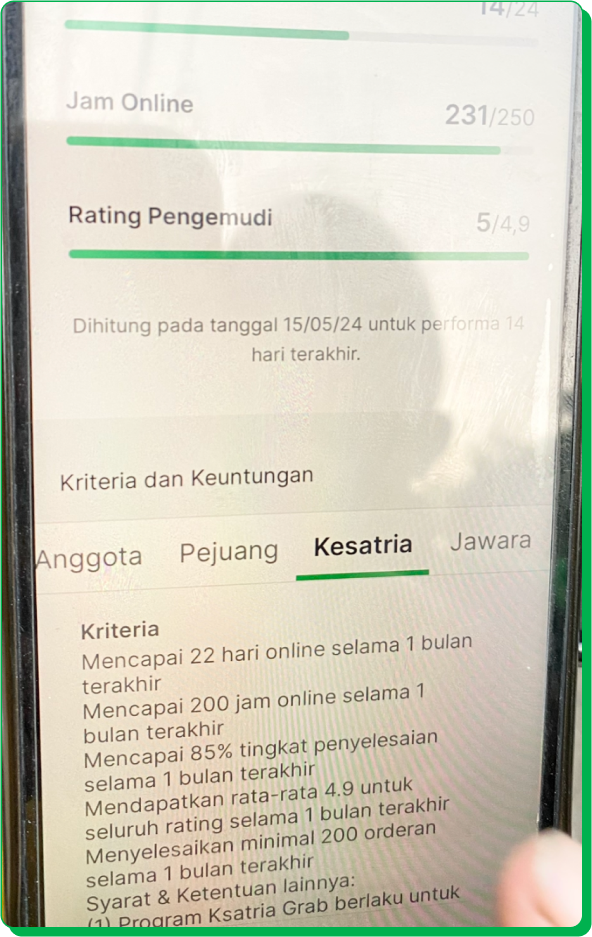 14/24
Jam Online
231/250
Rating Pengemudi
5/4,9
Dihitung pada tanggal 15/05/24 untuk performa 14
hari terakhir.
Kriteria dan Keuntungan
Anggota Pejuang Kesatria Jawara
Kriteria
Mencapai 22 hari online selama 1 bulan
terakhir
Mencapai 200 jam online selama 1
bulan terakhir
Mencapai 85% tingkat penyelesaian
selama 1 bulan terakhir
Mendapatkan rata-rata 4.9 untuk
seluruh rating selama 1 bulan terakhir
Menyelesaikan minimal 200 orderan
selama 1 bulan terakhir
Syarat & Ketentuan lainnya:
(1) Program Ksatria Grab berlaku untuk